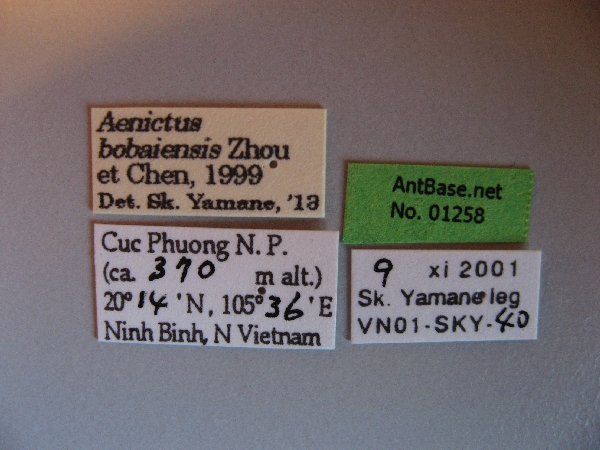 Aenictus
bobaiensis Zhou
et Chen, 1999
Det. Sk. Yamane, '13
Cuc Phuong N. P.
(ca. 370 m alt.)
20° 14 'N, 105° 36 'E
Ninh Binh, N Vietnam
AntBase.net
No. 01258
9 xi 2001
Sk. Yamane leg
VN01-SKY-40